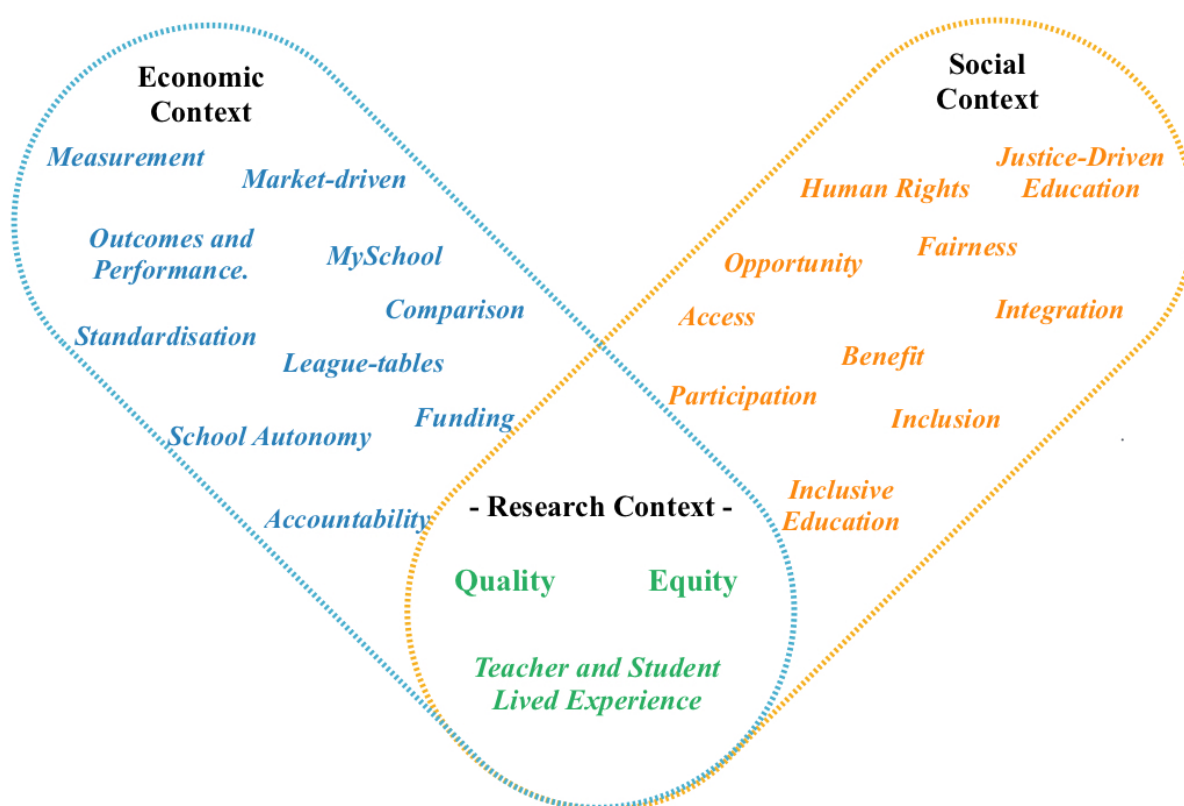 Economic
Context
Measurement
Market-driven
Outcomes and
Performance.
MySchool
Comparison
Standardisation
League-tables
Funding
School Autonomy
Accountability
Social
Context
Justice-Driven
Education
Human Rights
Fairness
Opportunity
Integration
Access
Benefit
Participation
Inclusion
Inclusive
Education
- Research Context -
Quality
Equity
Teacher and Student
Lived Experience